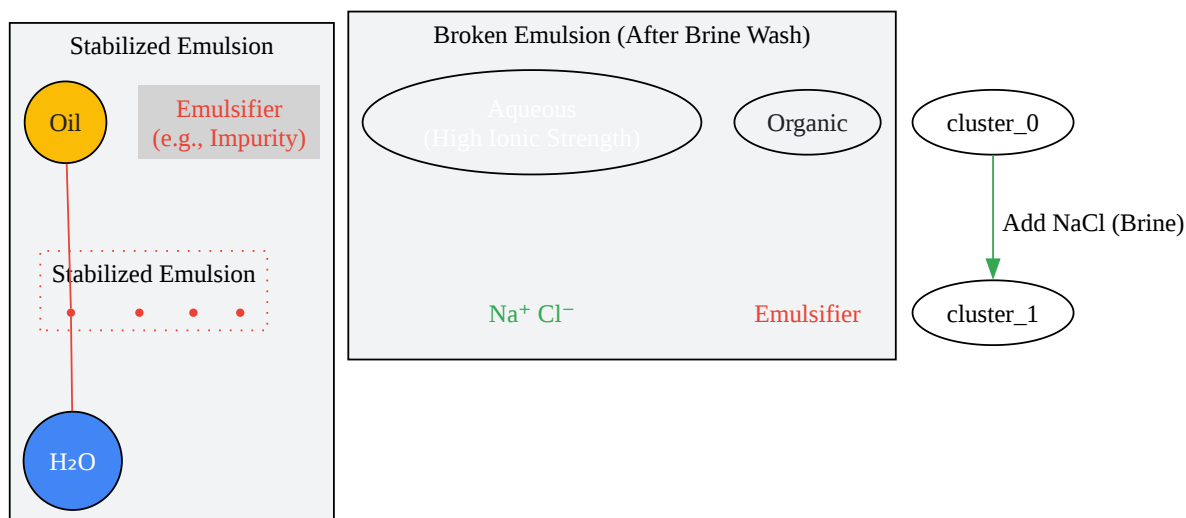 Stabilized Emulsion
Oil
Emulsifier
(e.g., Impurity)
Stabilized Emulsion
H₂O
Broken Emulsion (After Brine Wash)
Aqueous
(High Ionic Strength)
Organic
Na⁺ Cl⁻
Emulsifier
cluster_0
Add NaCl (Brine)
cluster_1